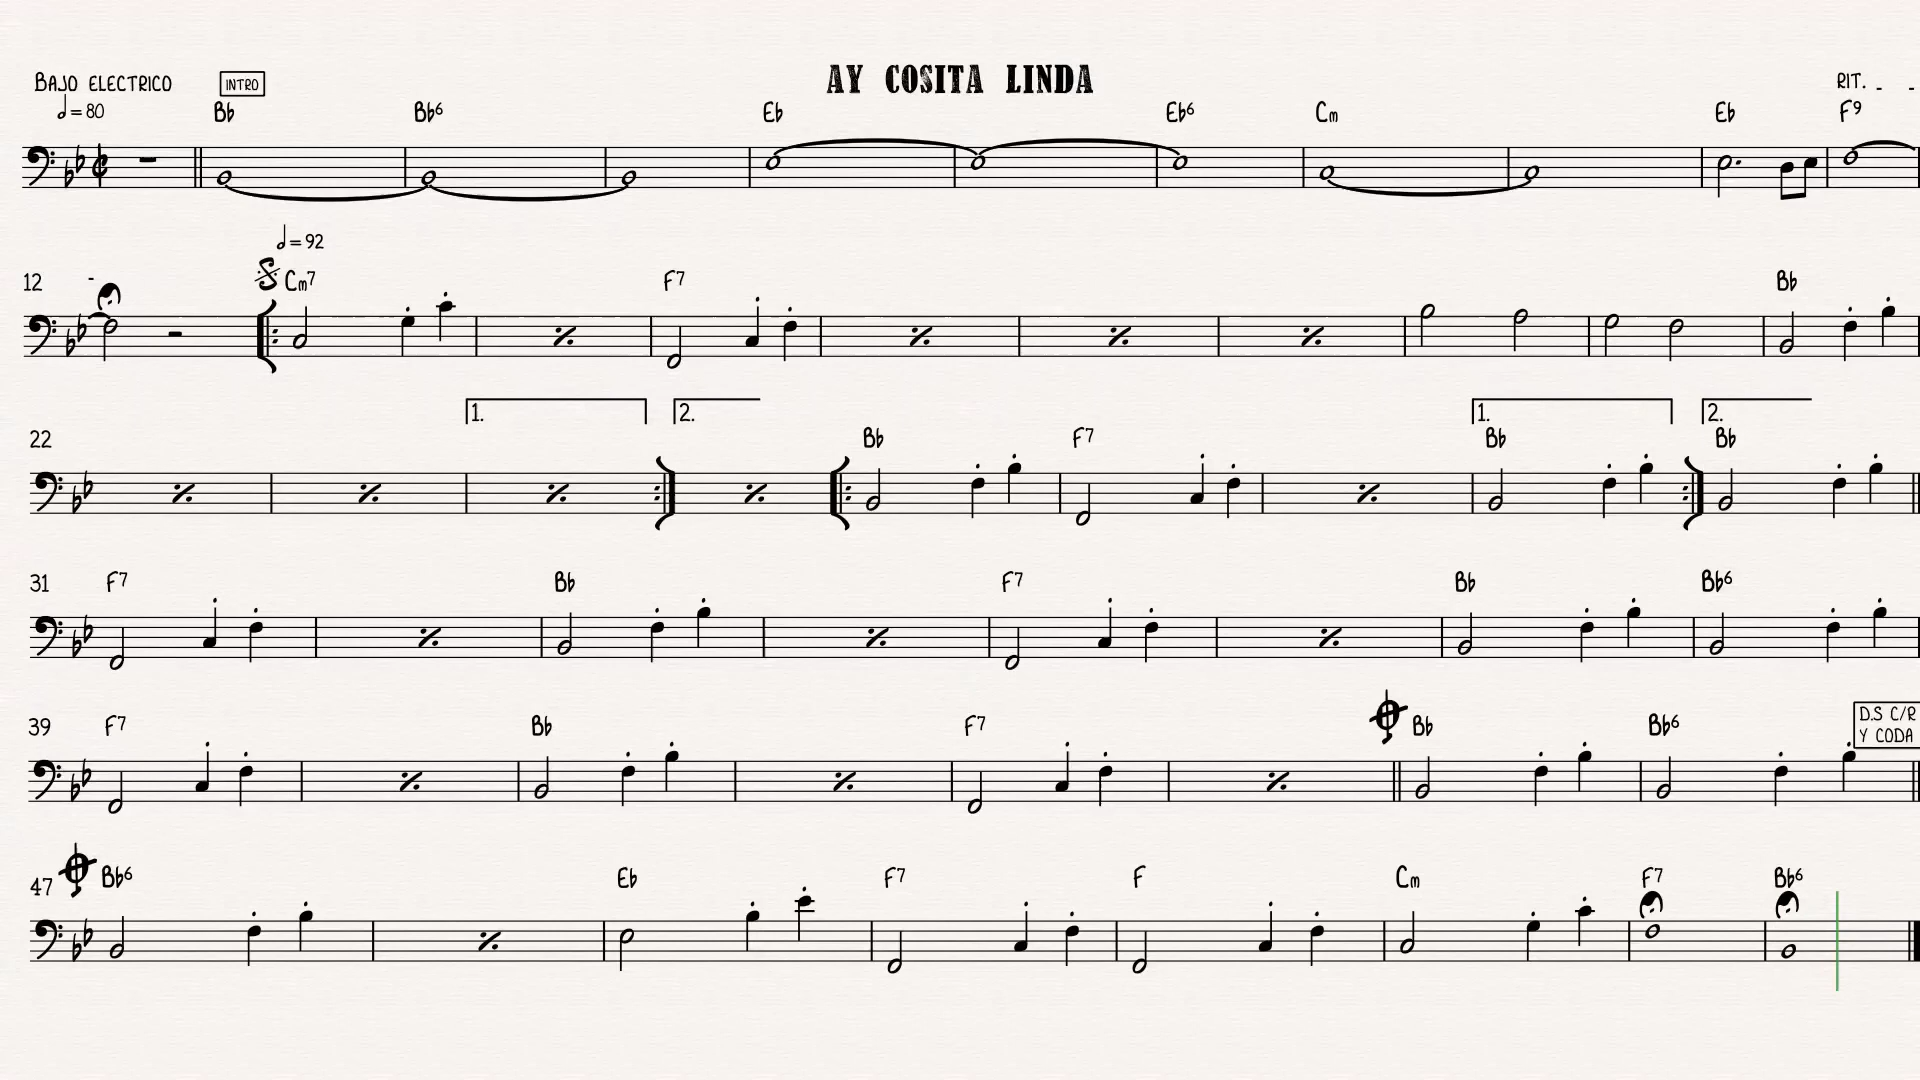 AY COSITA LINDA
BAJO ELECTRICO INTRO RIT. - -
= 80 Bb Bb6 Eb Eb6 Cm Eb F9
= 92
12 - Cm7 F7 Bb
1. 2. 1. 2.
22 Bb F7 Bb Bb
31 F7 Bb F7 Bb Bb6
39 F7 Bb F7 Bb Bb6 D.S C/R
Y CODA
47 Bb6 Eb F7 F Cm F7 Bb6